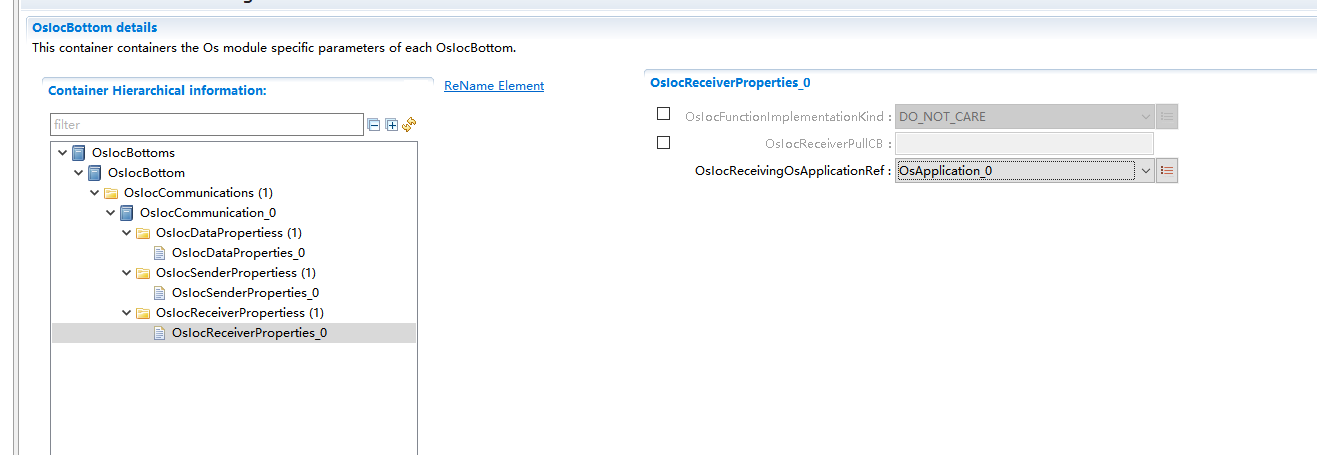 OsIocBottom details
This container containers the Os module specific parameters of each OsIocBottom.
Container Hierarchical information:
ReName Element
filter
OsIocBottoms
OsIocBottom
OsIocCommunications (1)
OsIocCommunication_0
OsIocDataPropertiess (1)
OsIocDataProperties_0
OsIocSenderPropertiess (1)
OsIocSenderProperties_0
OsIocReceiverPropertiess (1)
OsIocReceiverProperties_0
OsIocReceiverProperties_0
OsIocFunctionImplementationKind : DO_NOT_CARE
OsIocReceiverPullCB :
OsIocReceivingOsApplicationRef : OsApplication_0